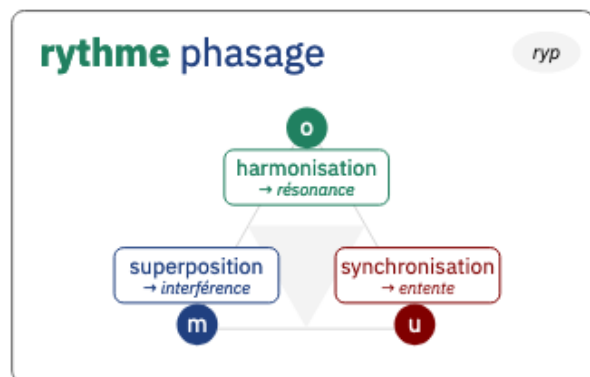 rythme phasage
ryp
o
harmonisation
→ résonance
superposition
→ interférence
synchronisation
→ entente
m
u